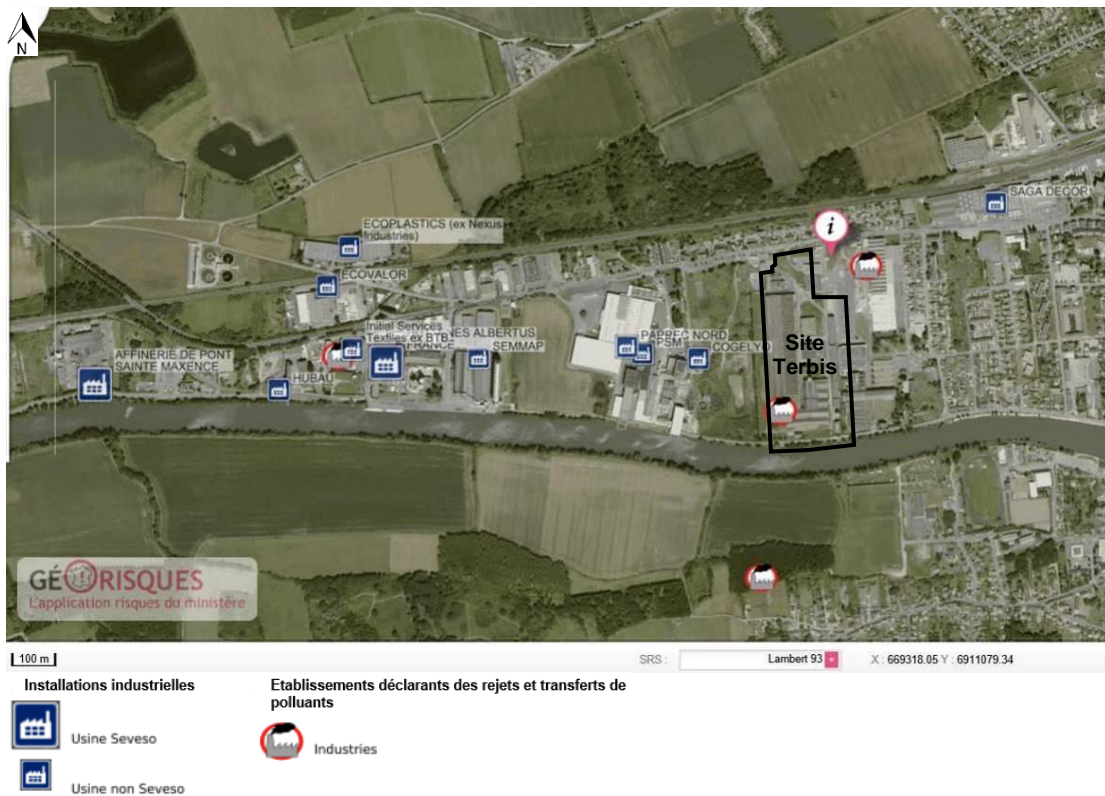 N
SAGA DECOR
i
ECOPLASTICS (ex Nexus
Industries)
ECOVALOR
Initial Services
Textiles ex BTB
FRANCE
NES ALBERTUS
SEMMAP
PAPREC NORD
PSM
COGELYO
Site
Terbis
AFFINERIE DE PONT
SAINTE MAXENCE
HUBAU
GÉORISQUES
L'application risques du ministère
100 m
SRS :
Lambert 93
X : 669318.05 Y : 6911079.34
Installations industrielles
Etablissements déclarants des rejets et transferts de
polluants
Usine Seveso
Industries
Usine non Seveso